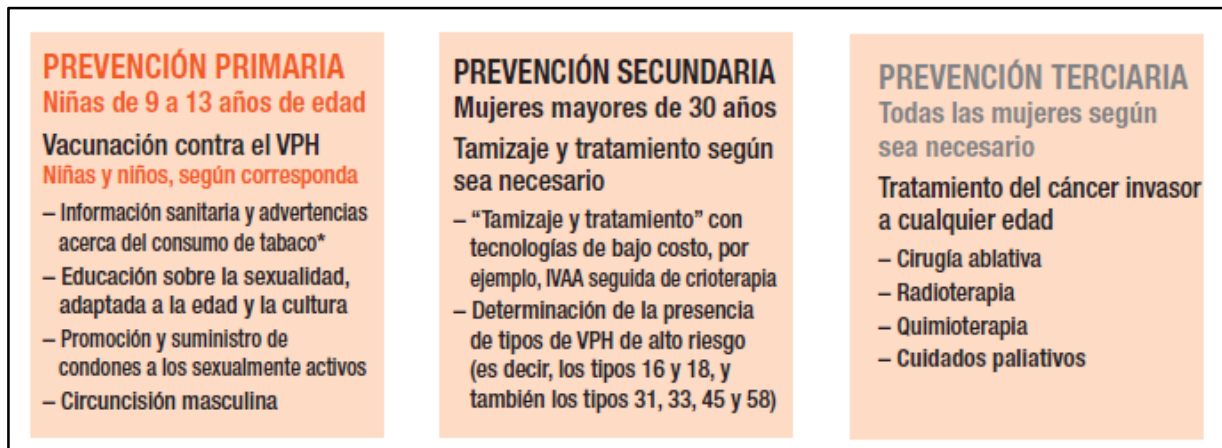 PREVENCIÓN PRIMARIA
Niñas de 9 a 13 años de edad
Vacunación contra el VPH
Niñas y niños, según corresponda
– Información sanitaria y advertencias
acerca del consumo de tabaco*
– Educación sobre la sexualidad,
adaptada a la edad y la cultura
– Promoción y suministro de
condones a los sexualmente activos
– Circuncisión masculina
PREVENCIÓN SECUNDARIA
Mujeres mayores de 30 años
Tamizaje y tratamiento según
sea necesario
– “Tamizaje y tratamiento” con
tecnologías de bajo costo, por
ejemplo, IVAA seguida de crioterapia
– Determinación de la presencia
de tipos de VPH de alto riesgo
(es decir, los tipos 16 y 18, y
también los tipos 31, 33, 45 y 58)
PREVENCIÓN TERCIARIA
Todas las mujeres según
sea necesario
Tratamiento del cáncer invasor
a cualquier edad
– Cirugía ablativa
– Radioterapia
– Quimioterapia
– Cuidados paliativos